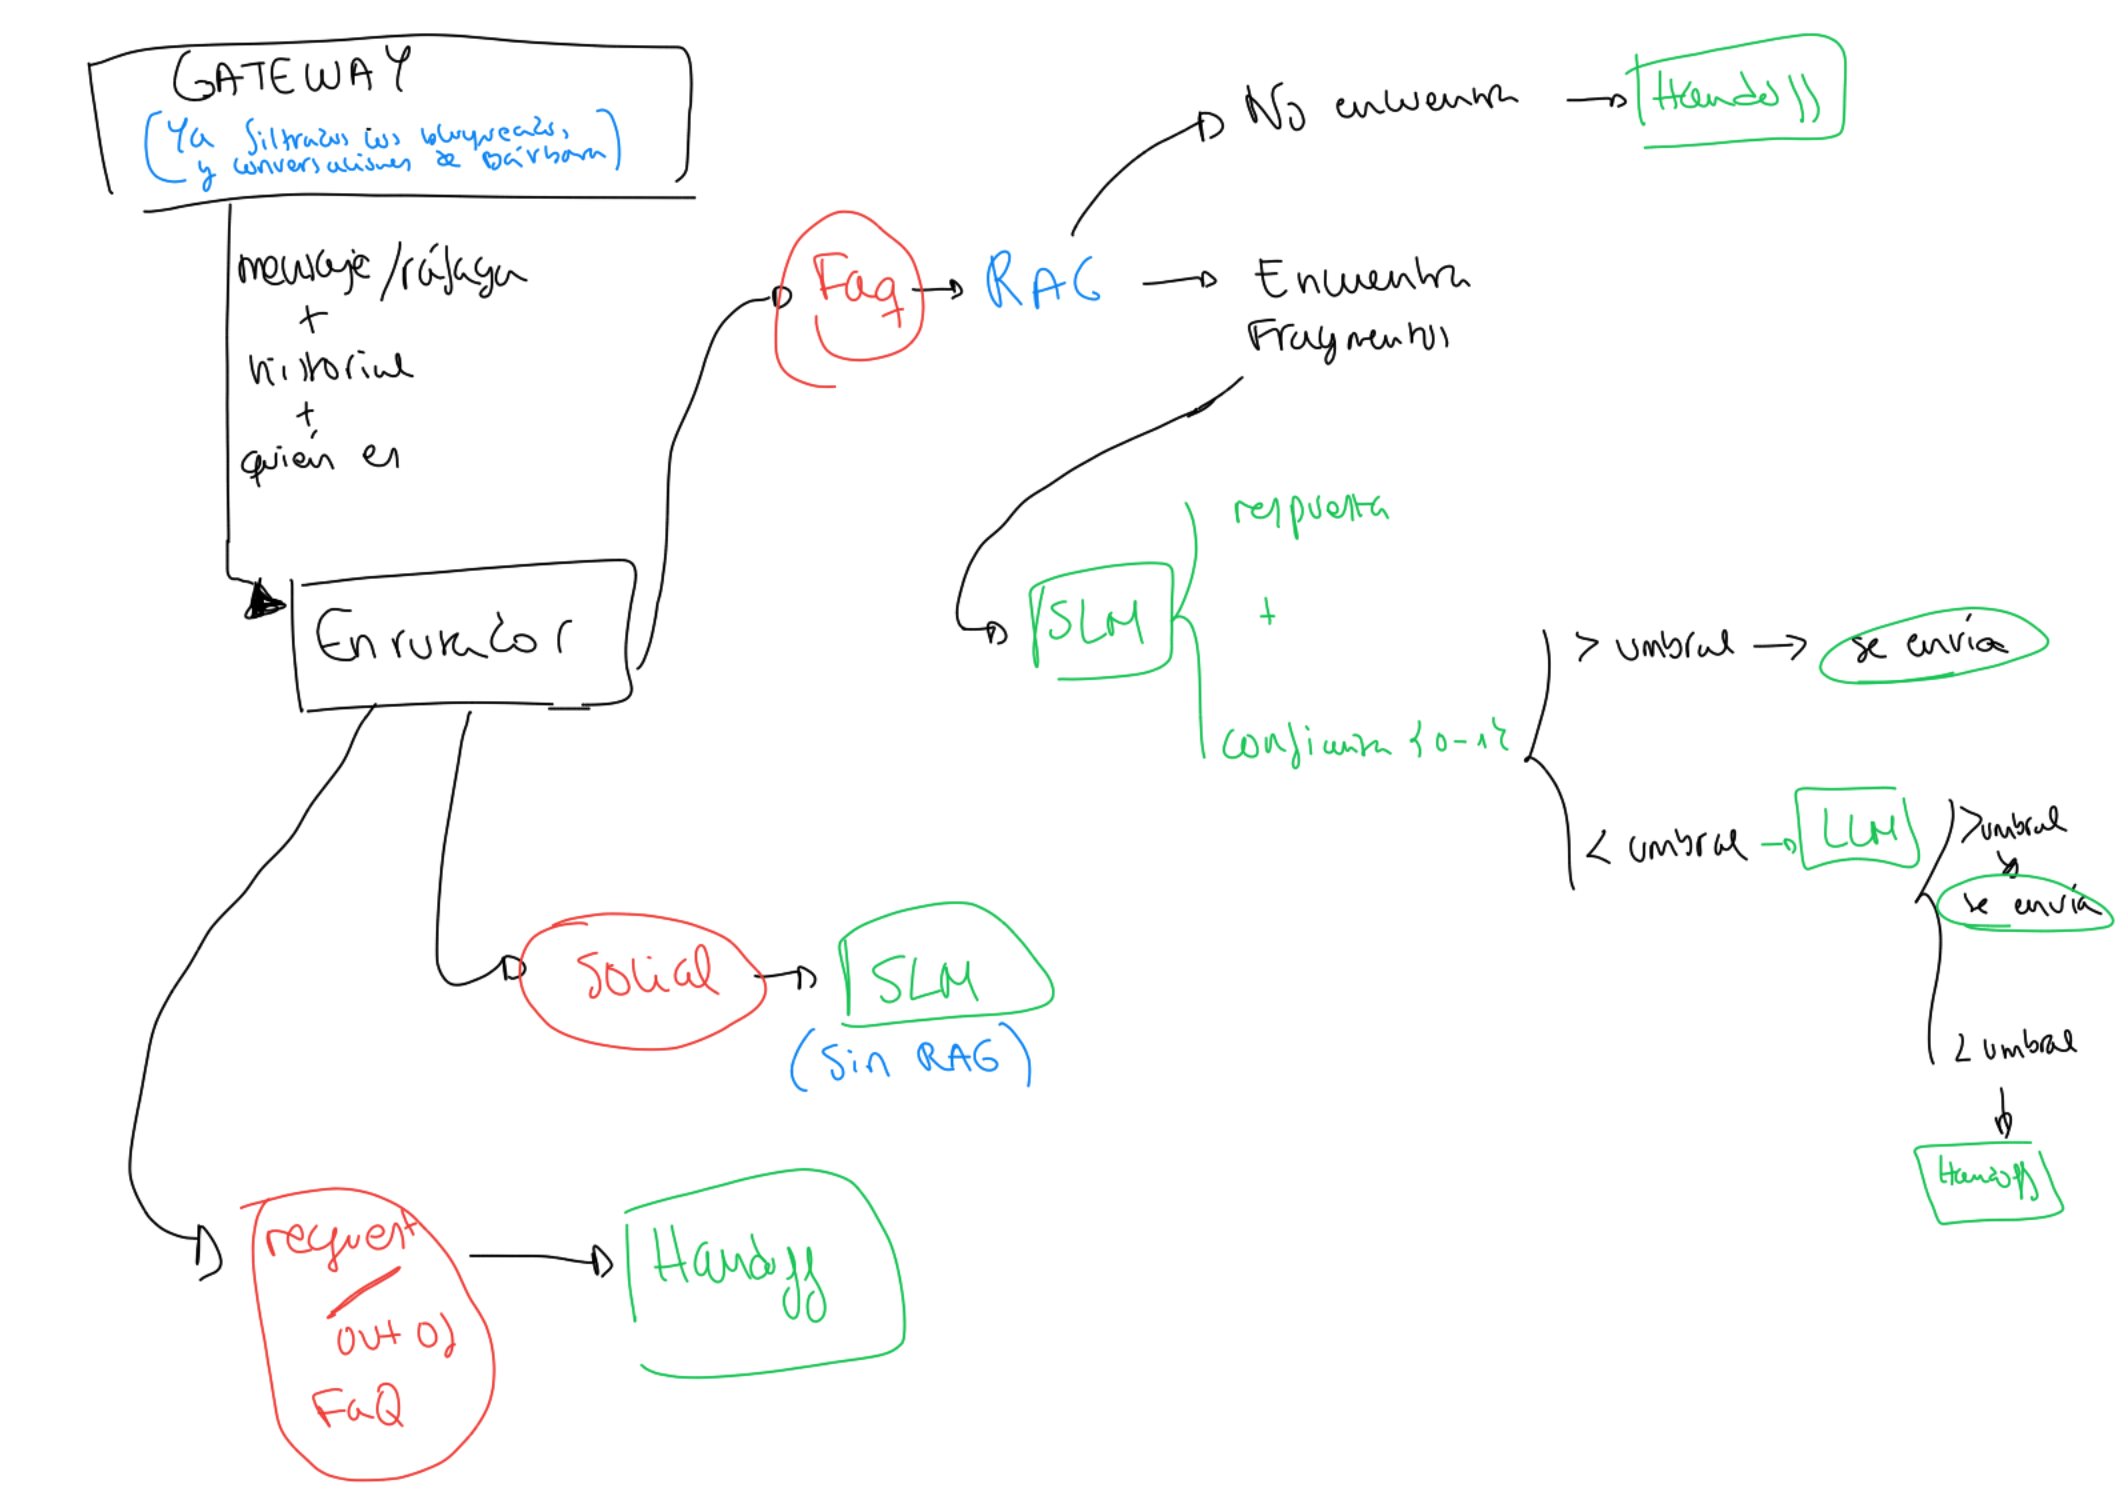 GATEWAY
(Ya filtrados los bloqueados,
y conversaciones de Bárbara)
mensaje/ráfaga
+
historial
+
quién es
Enrutador
Faq
RAG
No encuentra
Handoff
Encuentra
Fragmentos
SLM
respuesta
+
confianza {0-1}
> umbral
se envía
< umbral
LLM
>umbral
se envía
< umbral
Handoff
Social
SLM
(Sin RAG)
request
/
out of
FaQ
Handoff